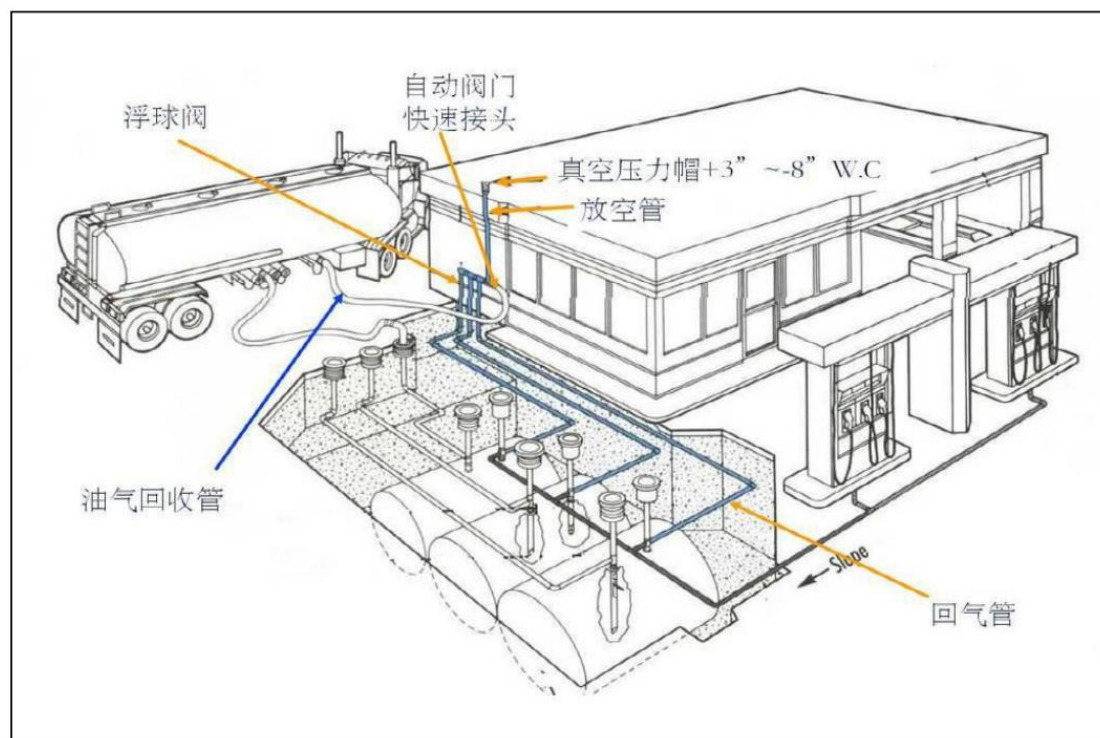 自动阀门
快速接头
浮球阀
真空压力帽+3” ~-8” W.C
放空管
油气回收管
Slope
回气管